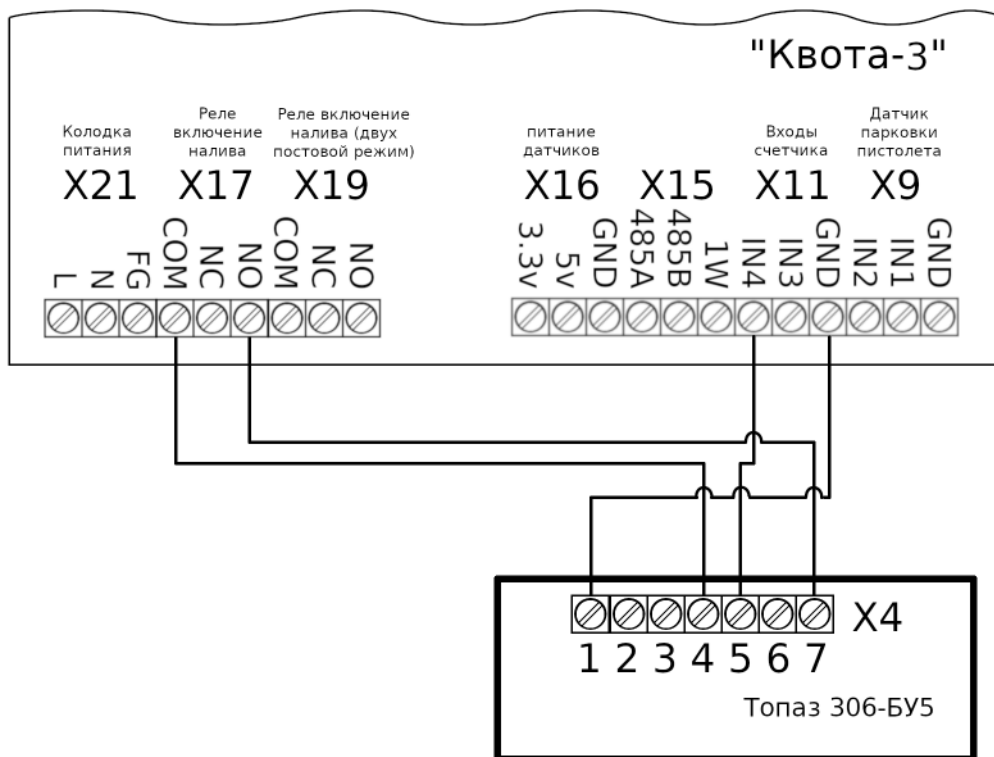 "Квота-3"
Колодка
питания
X21
Реле
включение
налива
X17
Реле включение
налива (двух
постовой режим)
X19
питание
датчиков
X16
X15
Входы
счетчика
X11
Датчик
парковки
пистолета
X9
L
N
FG
COM
NC
NO
COM
NC
NO
3.3v
5v
GND
485A
485B
1W
IN4
IN3
GND
IN2
IN1
GND
X4
1 2 3 4 5 6 7
Топаз 306-БУ5